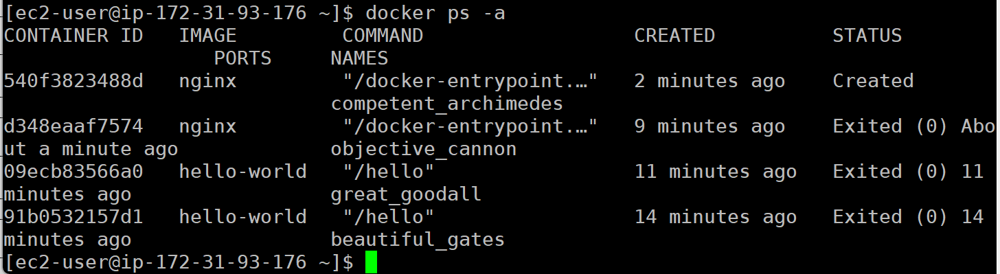 [ec2-user@ip-172-31-93-176 ~]$ docker ps -a
CONTAINER ID   IMAGE         COMMAND                  CREATED          STATUS
                  PORTS     NAMES
540f3823488d   nginx         "/docker-entrypoint.…"   2 minutes ago    Created
                            competent_archimedes
d348eaaf7574   nginx         "/docker-entrypoint.…"   9 minutes ago    Exited (0) Abo
ut a minute ago             objective_cannon
09ecb83566a0   hello-world   "/hello"                 11 minutes ago   Exited (0) 11
minutes ago                 great_goodall
91b0532157d1   hello-world   "/hello"                 14 minutes ago   Exited (0) 14
minutes ago                 beautiful_gates
[ec2-user@ip-172-31-93-176 ~]$